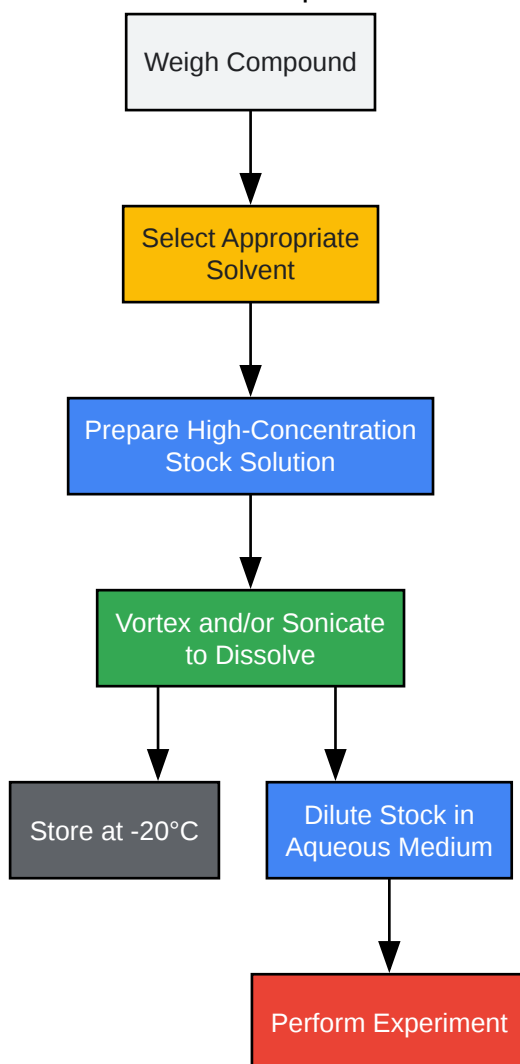 Weigh Compound
Select Appropriate
Solvent
Prepare High-Concentration
Stock Solution
Vortex and/or Sonicate
to Dissolve
Store at -20°C
Dilute Stock in
Aqueous Medium
Perform Experiment